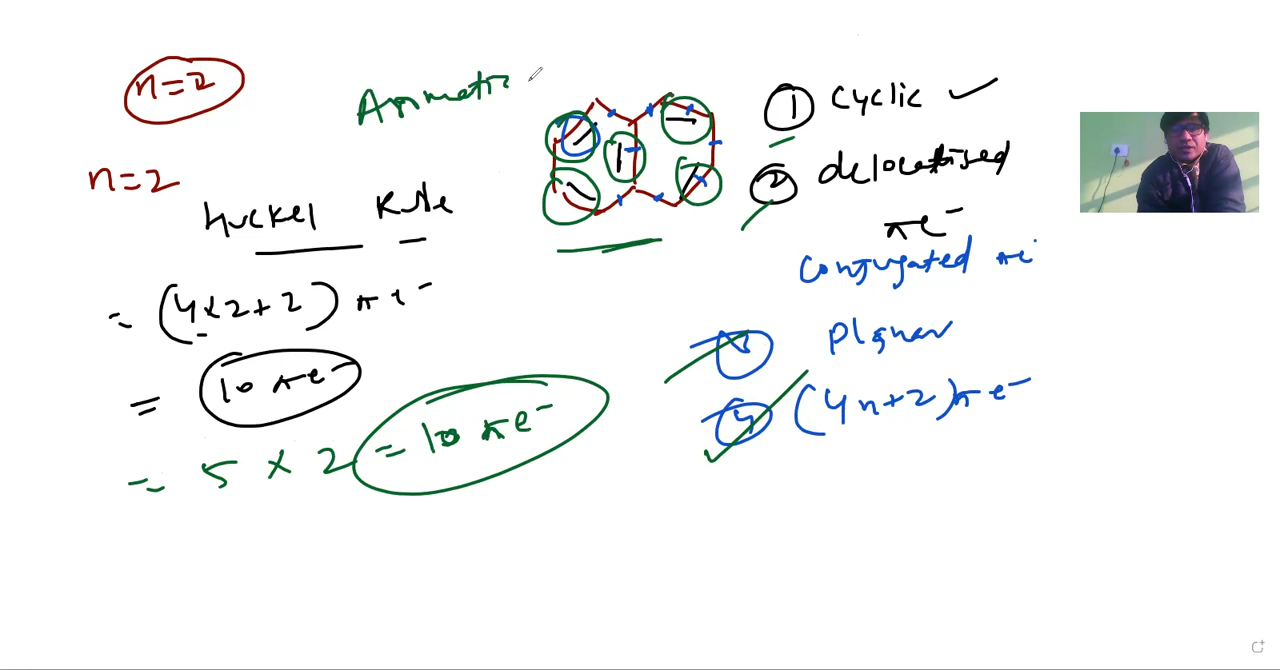 n=2
Aromatic
① cyclic ✓
n=2
② delocalised
Huckel Rule
πe⁻
conjugated πe⁻
= (4×2+2) πe⁻
planar
= 10 πe⁻
④ (4n+2)πe⁻
= 5 × 2 = 10 πe⁻